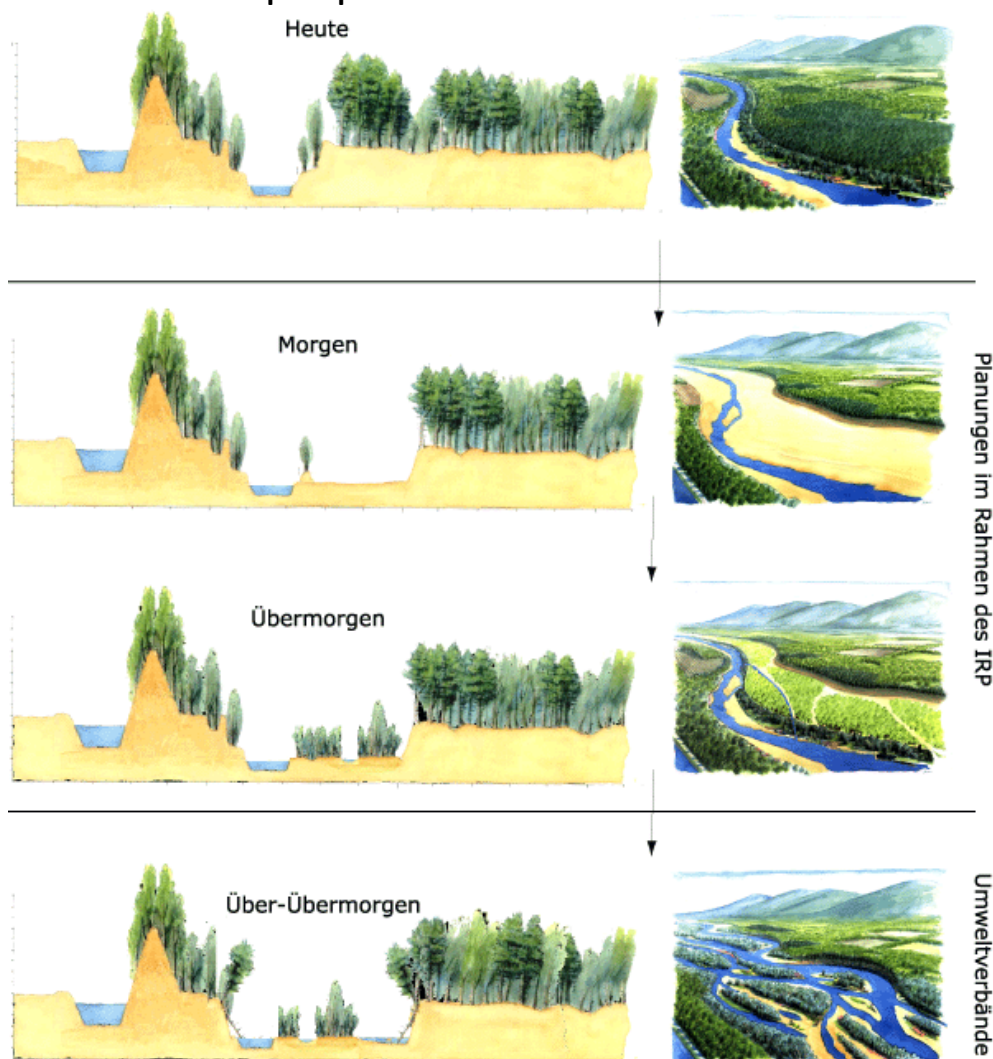 Heute
Morgen
Übermorgen
Planungen im Rahmen des IRP
Über-Übermorgen
Umweltverbände